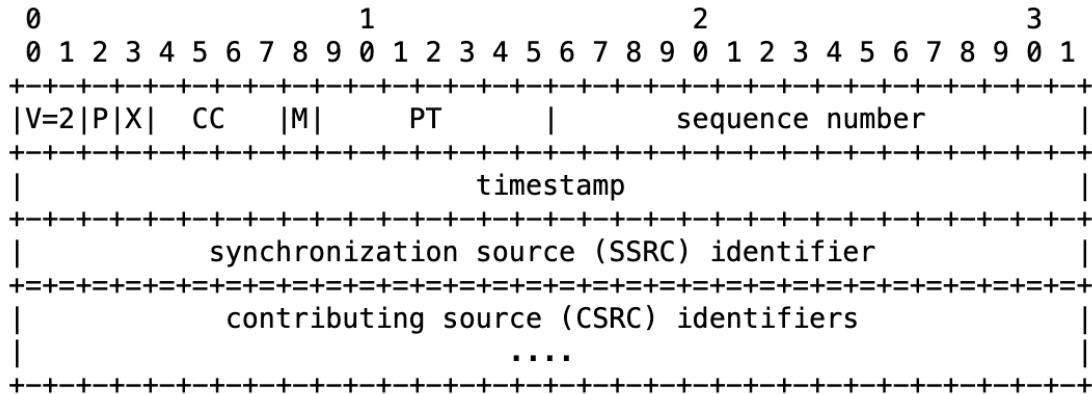 0                   1                   2                   3
 0 1 2 3 4 5 6 7 8 9 0 1 2 3 4 5 6 7 8 9 0 1 2 3 4 5 6 7 8 9 0 1
+-+-+-+-+-+-+-+-+-+-+-+-+-+-+-+-+-+-+-+-+-+-+-+-+-+-+-+-+-+-+-+-+
|V=2|P|X|  CC   |M|     PT      |       sequence number         |
+-+-+-+-+-+-+-+-+-+-+-+-+-+-+-+-+-+-+-+-+-+-+-+-+-+-+-+-+-+-+-+-+
|                           timestamp                           |
+-+-+-+-+-+-+-+-+-+-+-+-+-+-+-+-+-+-+-+-+-+-+-+-+-+-+-+-+-+-+-+-+
|           synchronization source (SSRC) identifier            |
+=+=+=+=+=+=+=+=+=+=+=+=+=+=+=+=+=+=+=+=+=+=+=+=+=+=+=+=+=+=+=+=+
|            contributing source (CSRC) identifiers             |
|                             ....                              |
+-+-+-+-+-+-+-+-+-+-+-+-+-+-+-+-+-+-+-+-+-+-+-+-+-+-+-+-+-+-+-+-+